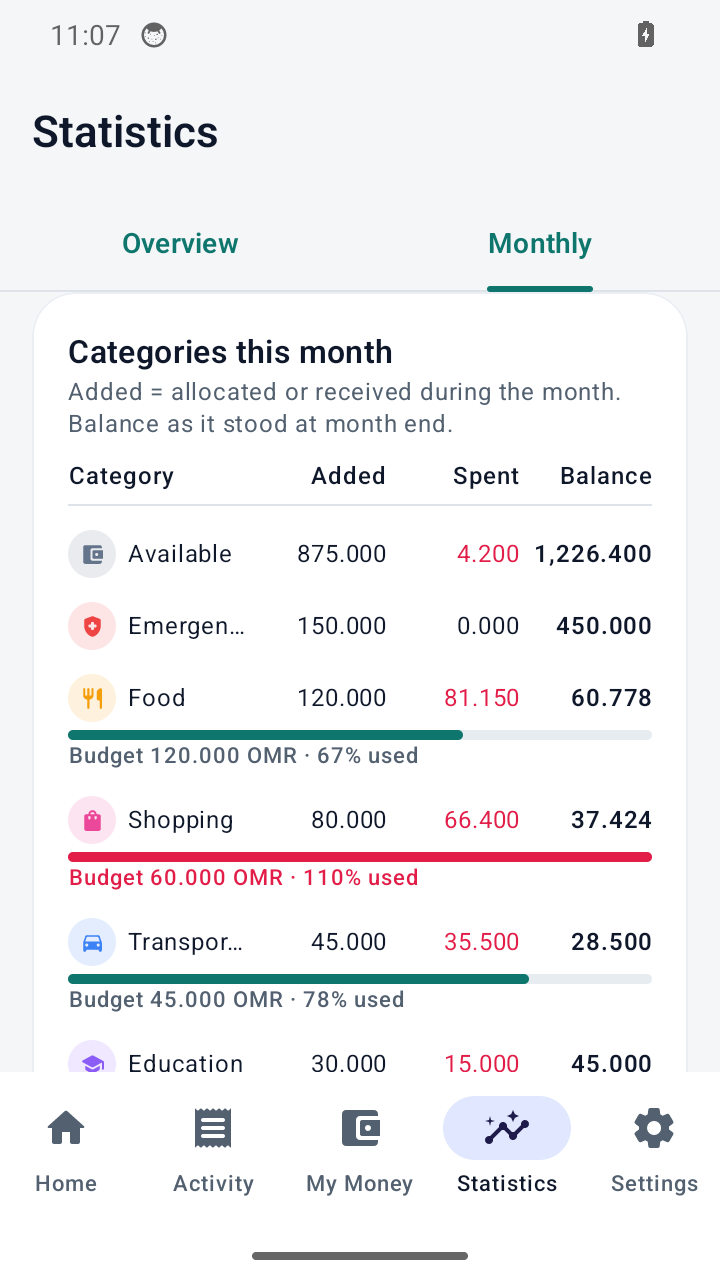 11:07
Statistics
Overview
Monthly
Categories this month
Added = allocated or received during the month.
Balance as it stood at month end.
Category Added Spent Balance
Available 875.000 4.200 1,226.400
Emergen… 150.000 0.000 450.000
Food 120.000 81.150 60.778
Budget 120.000 OMR · 67% used
Shopping 80.000 66.400 37.424
Budget 60.000 OMR · 110% used
Transpor… 45.000 35.500 28.500
Budget 45.000 OMR · 78% used
Education 30.000 15.000 45.000
Home Activity My Money Statistics Settings